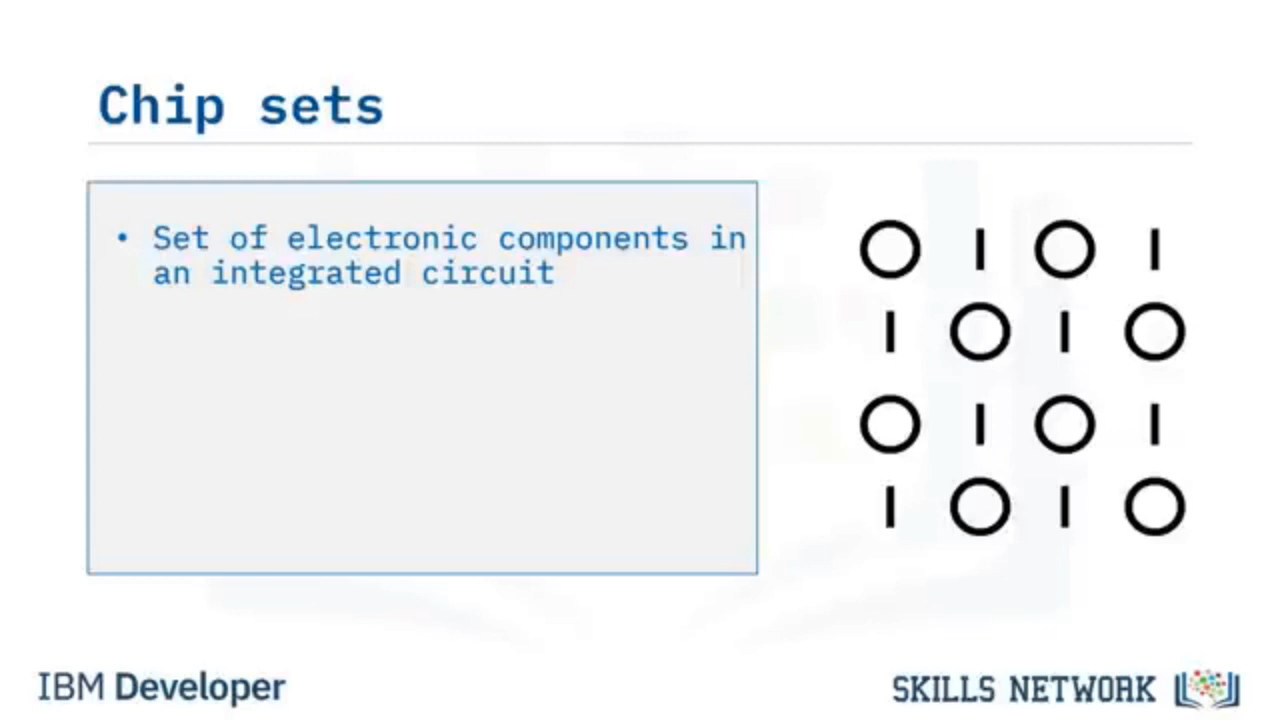 Chip sets
• Set of electronic components in
an integrated circuit
O I O I
I O I O
O I O I
I O I O
IBM Developer
SKILLS NETWORK